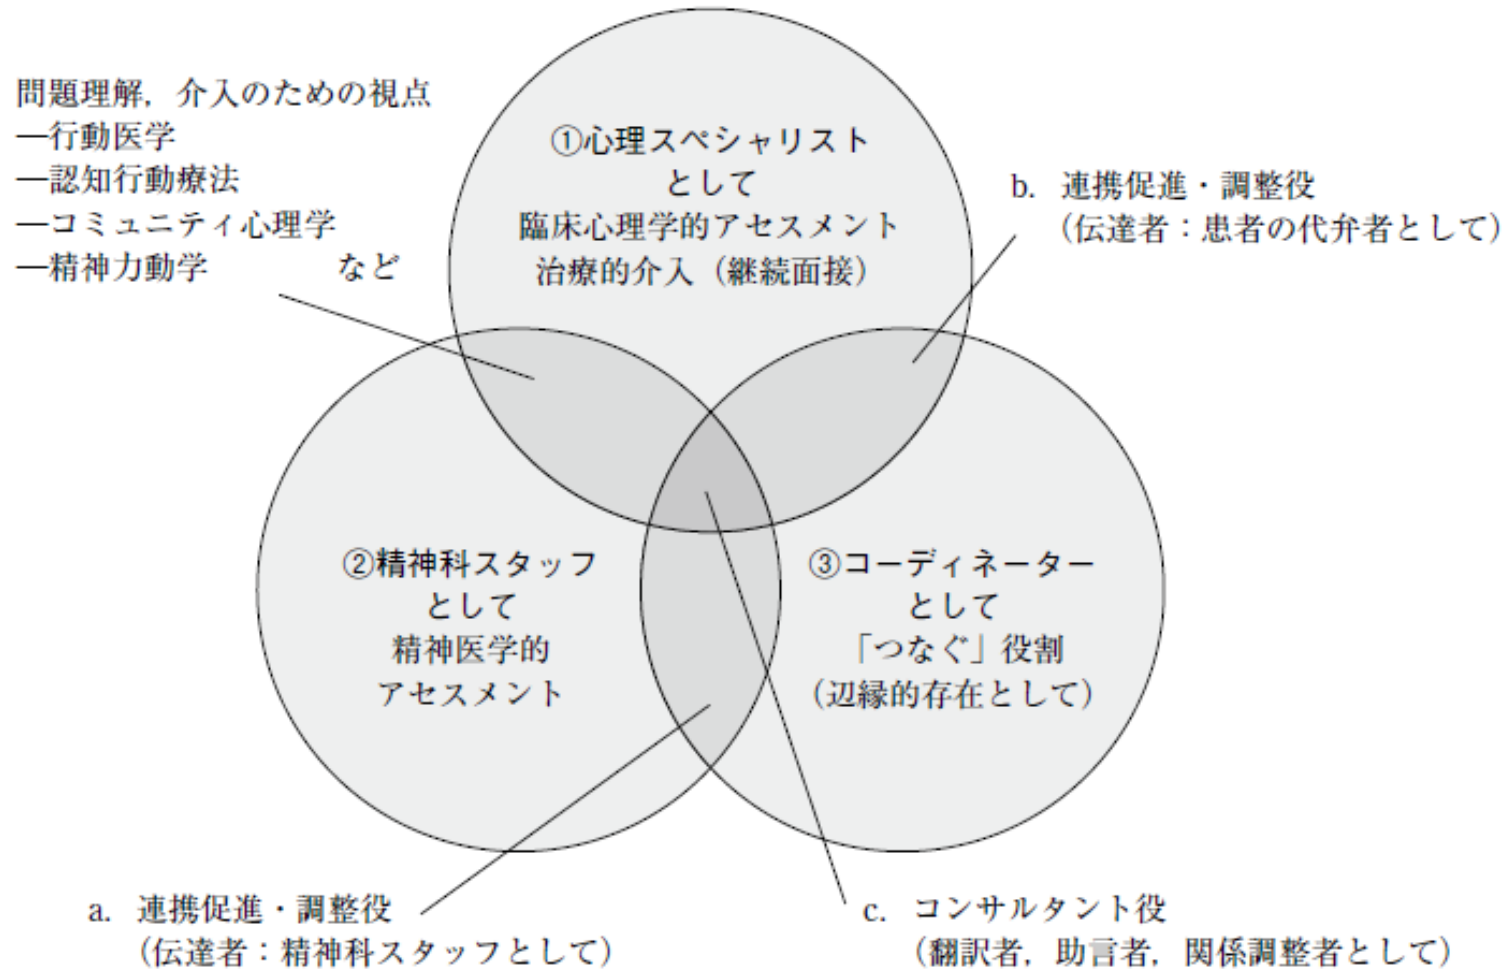 問題理解，介入のための視点
―行動医学
―認知行動療法
―コミュニティ心理学
―精神力動学　　　　など
①心理スペシャリスト
として
臨床心理学的アセスメント
治療的介入（継続面接）
b. 連携促進・調整役
（伝達者：患者の代弁者として）
②精神科スタッフ
として
精神医学的
アセスメント
③コーディネーター
として
「つなぐ」役割
（辺縁的存在として）
a. 連携促進・調整役
（伝達者：精神科スタッフとして）
c. コンサルタント役
（翻訳者，助言者，関係調整者として）